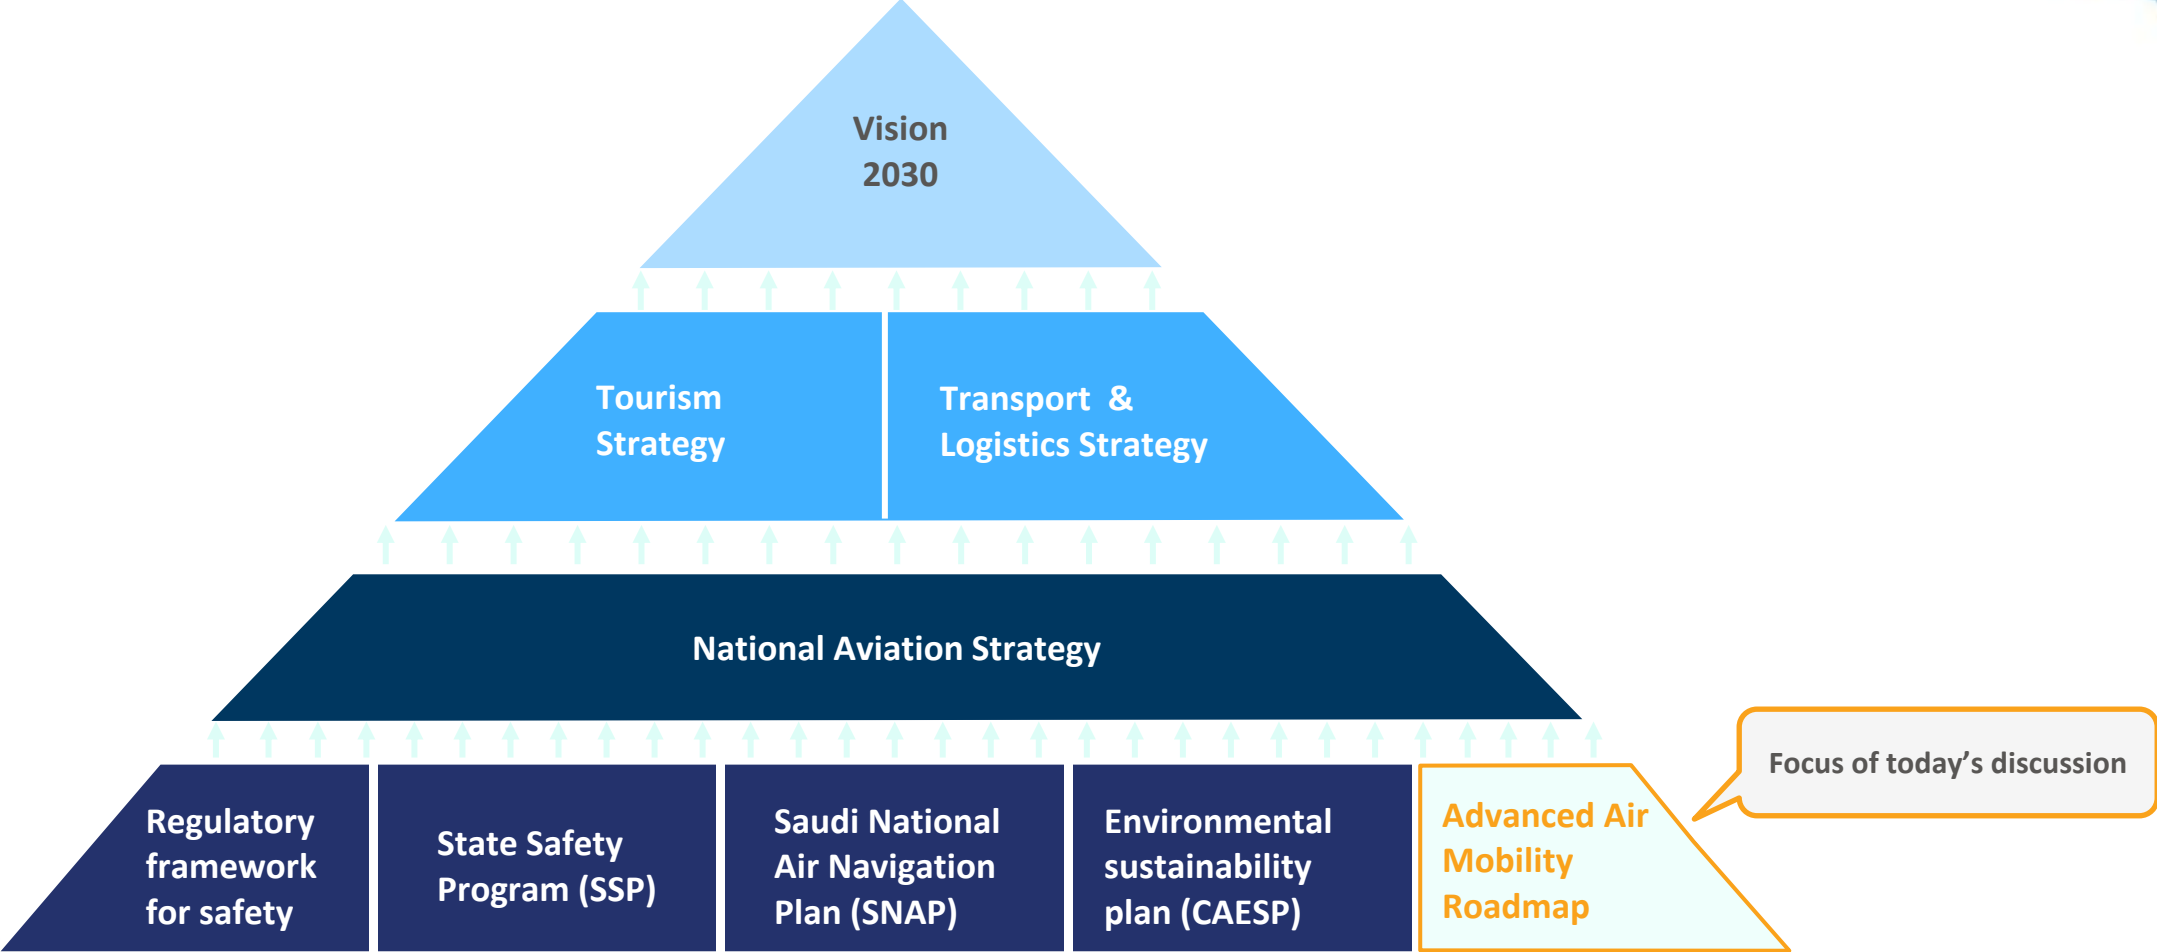 Vision
2030
Tourism
Strategy
Transport & 
Logistics Strategy
National Aviation Strategy
Focus of today’s discussion
Regulatory
framework
for safety
State Safety
Program (SSP)
Saudi National
Air Navigation
Plan (SNAP)
Environmental
sustainability
plan (CAESP)
Advanced Air
Mobility
Roadmap